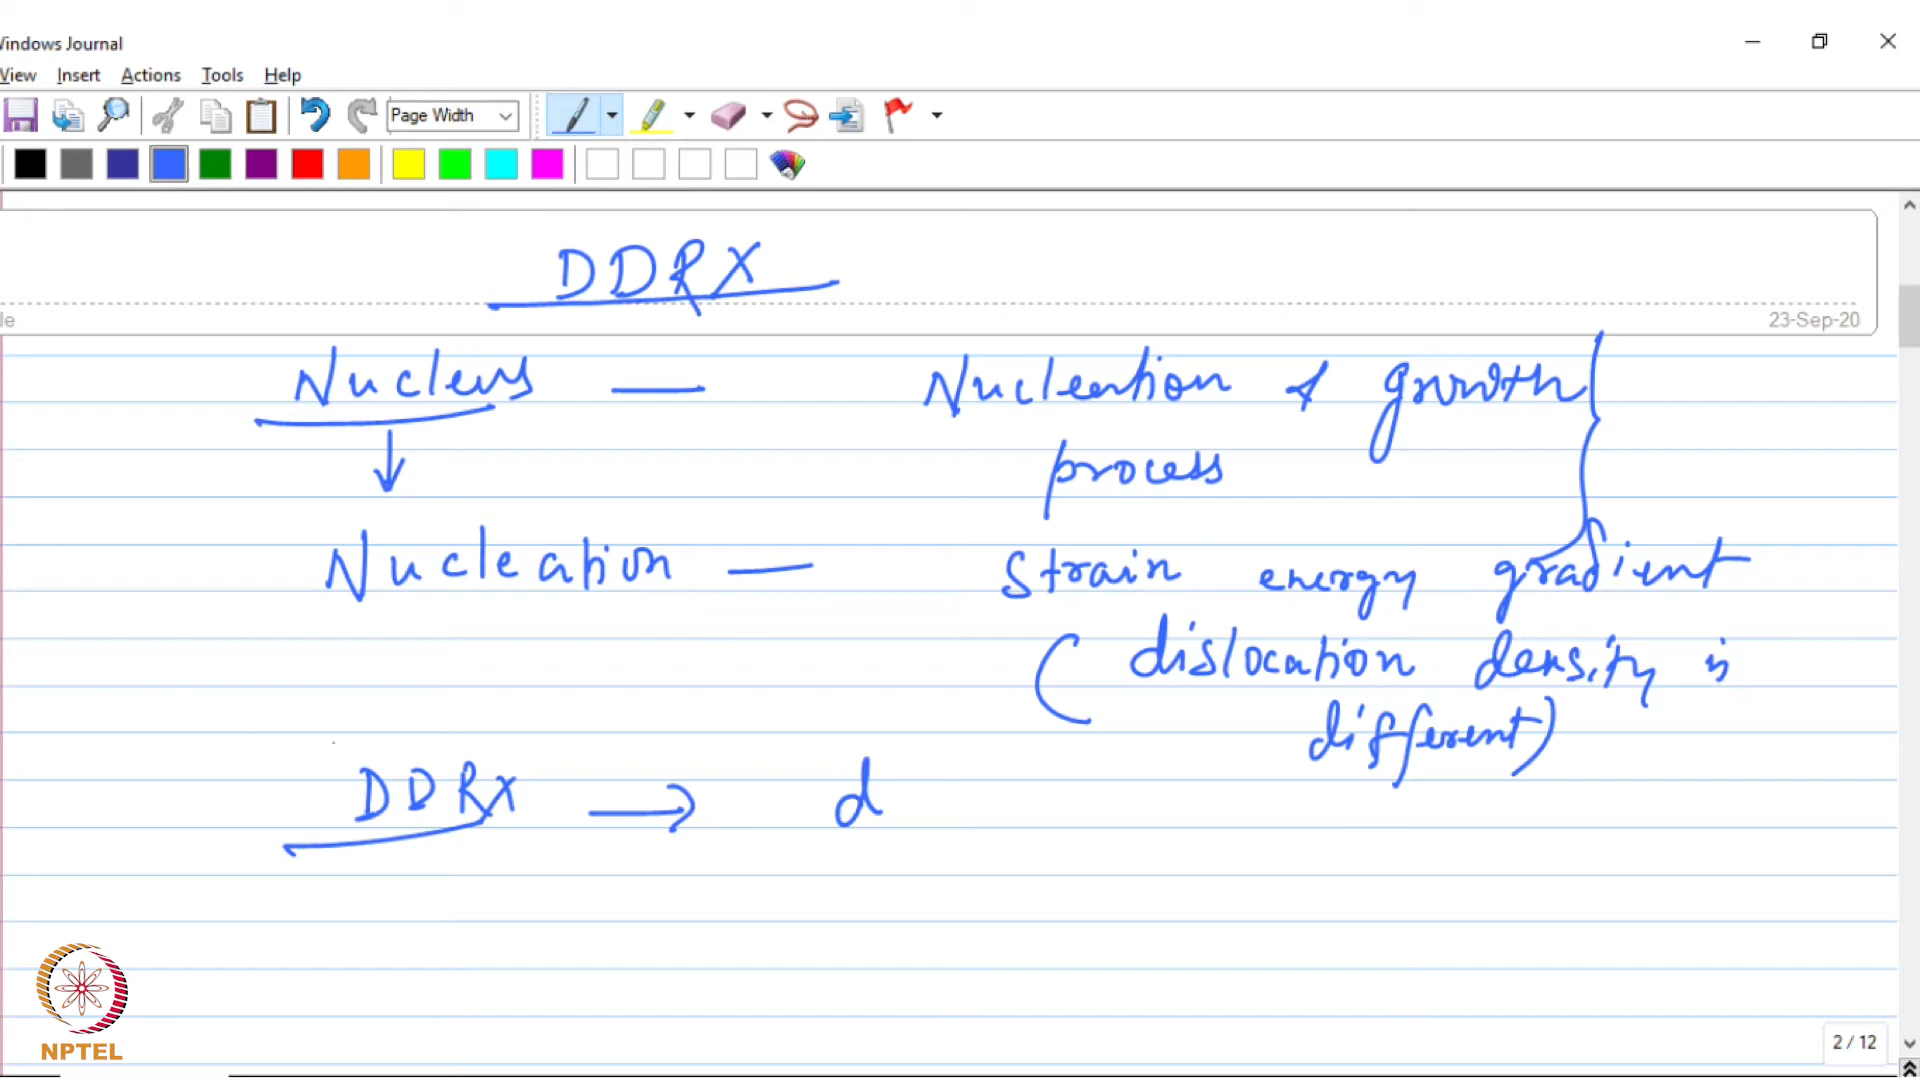 Windows Journal
View Insert Actions Tools Help
Page Width
DDRX
le
23-Sep-20
Nucleus — Nucleation & growth
process
Nucleation — Strain energy gradient
( dislocation density is
different)
DDRX → d
NPTEL
2 / 12